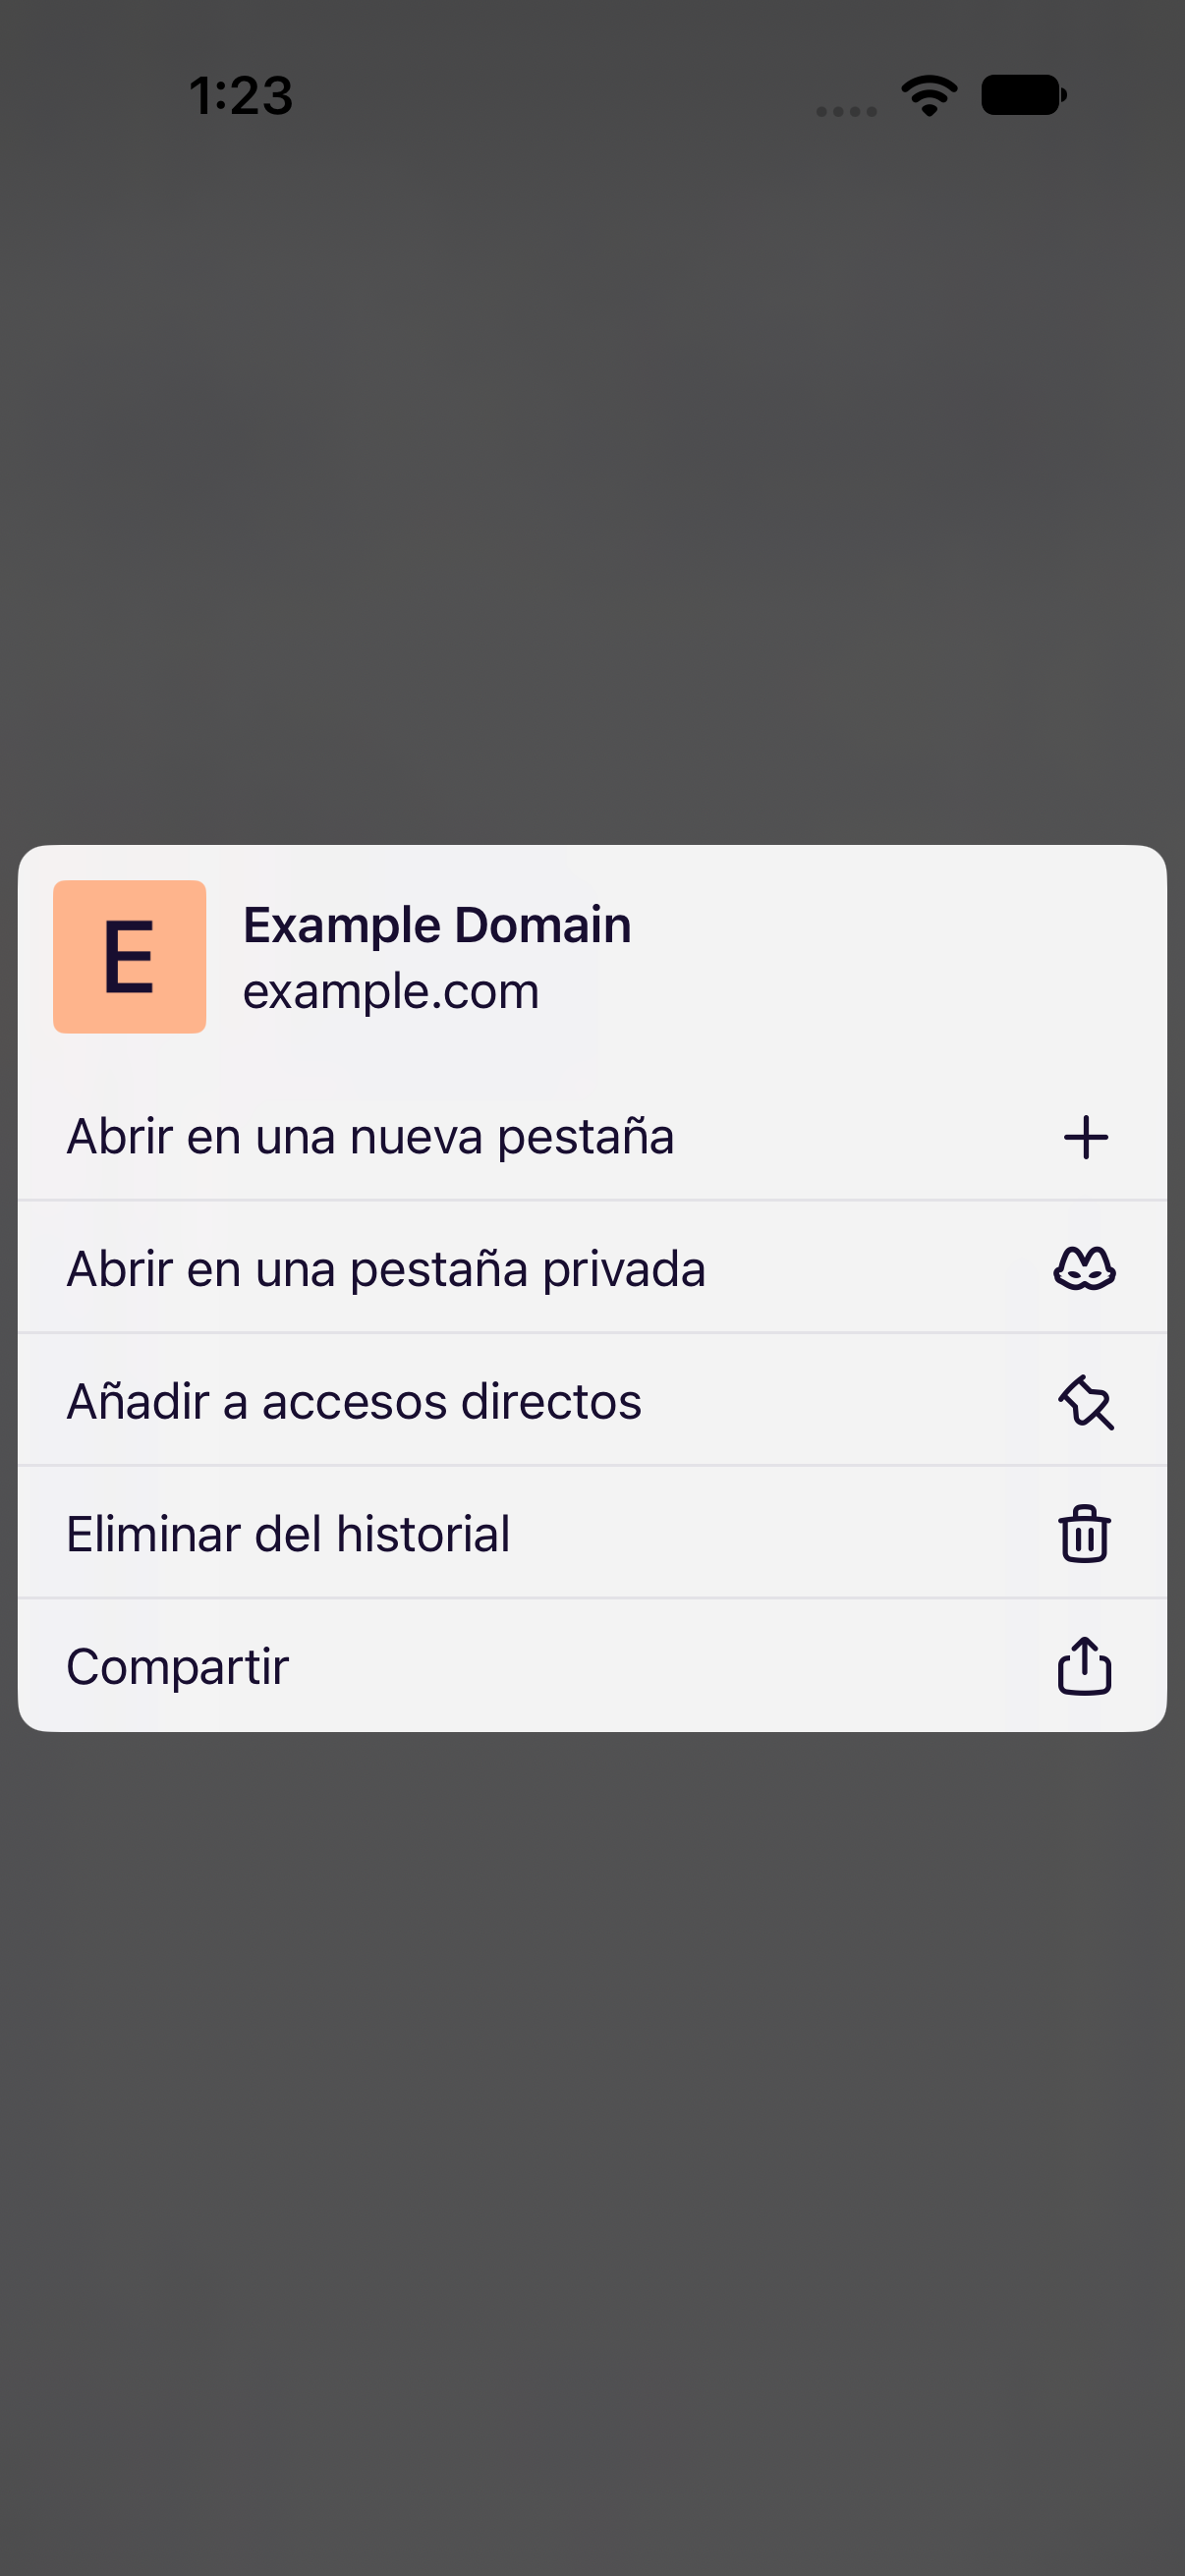 1:23
E
Example Domain
example.com
Abrir en una nueva pestaña
Abrir en una pestaña privada
Añadir a accesos directos
Eliminar del historial
Compartir